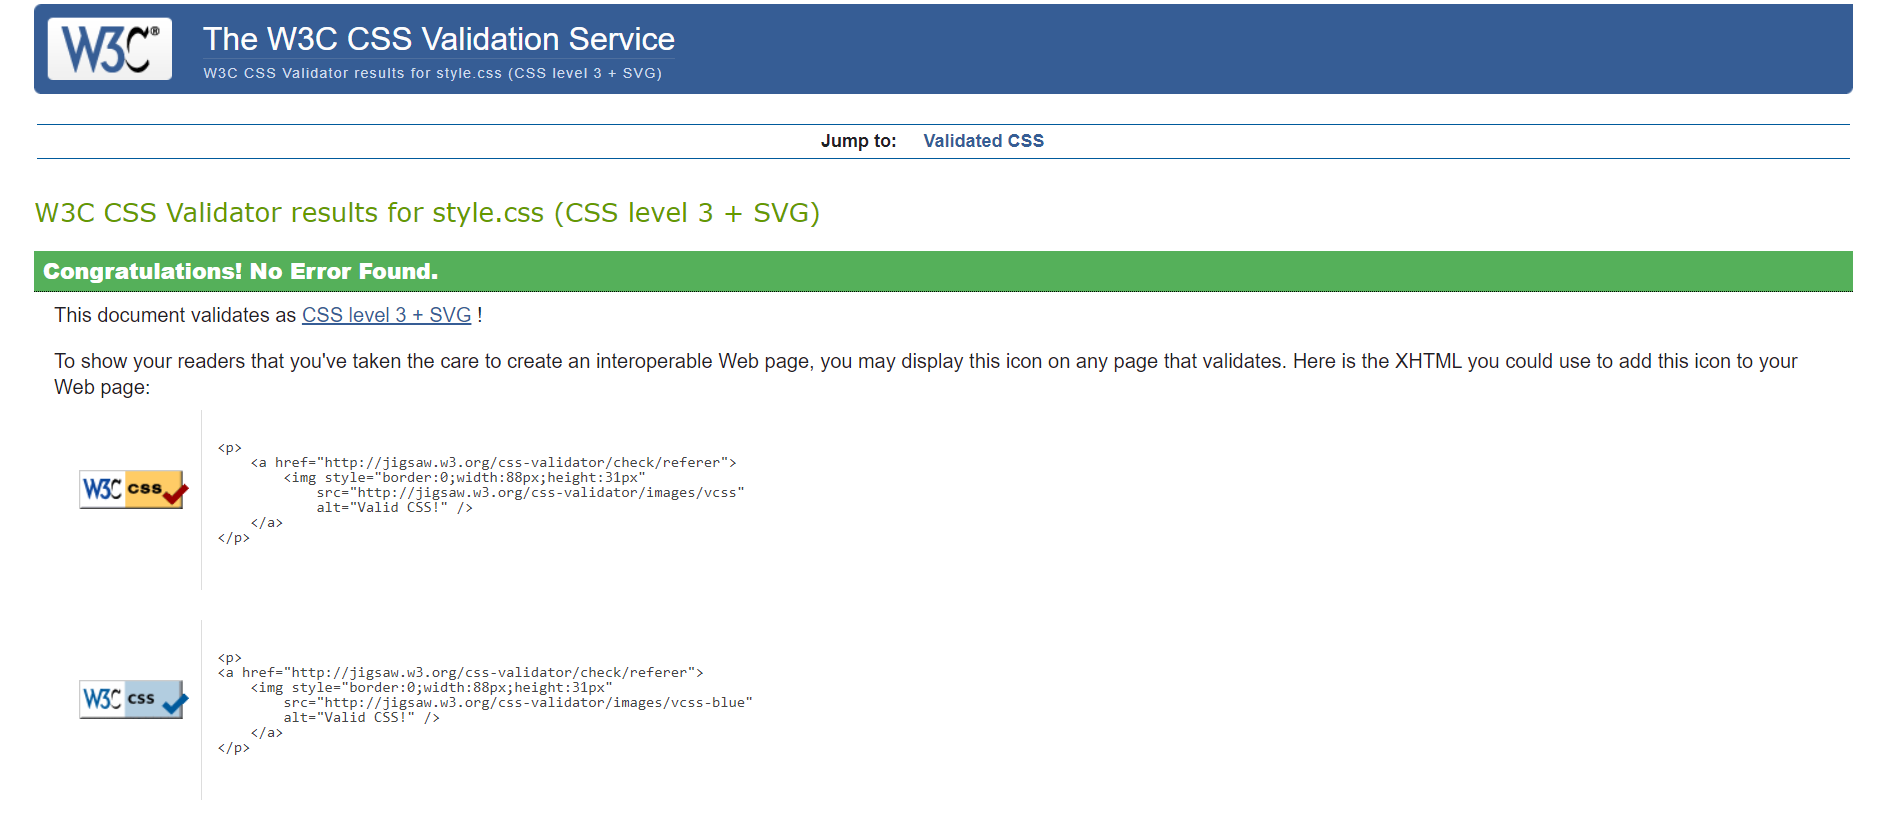 W3C®
The W3C CSS Validation Service
W3C CSS Validator results for style.css (CSS level 3 + SVG)
Jump to: Validated CSS
W3C CSS Validator results for style.css (CSS level 3 + SVG)
Congratulations! No Error Found.
This document validates as CSS level 3 + SVG !
To show your readers that you've taken the care to create an interoperable Web page, you may display this icon on any page that validates. Here is the XHTML you could use to add this icon to your
Web page:
W3C css
<p>
    <a href="http://jigsaw.w3.org/css-validator/check/referer">
        <img style="border:0;width:88px;height:31px"
            src="http://jigsaw.w3.org/css-validator/images/vcss"
            alt="Valid CSS!" />
    </a>
</p>
W3C css
<p>
<a href="http://jigsaw.w3.org/css-validator/check/referer">
    <img style="border:0;width:88px;height:31px"
        src="http://jigsaw.w3.org/css-validator/images/vcss-blue"
        alt="Valid CSS!" />
    </a>
</p>